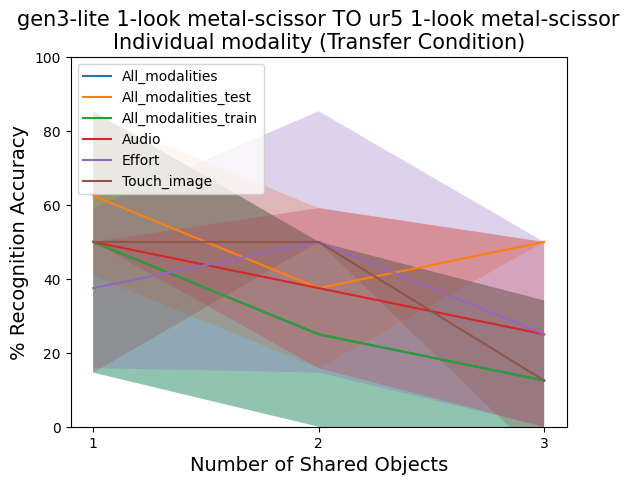 gen3-lite 1-look metal-scissor TO ur5 1-look metal-scissor
Individual modality (Transfer Condition)
100
80
60
40
20
0
% Recognition Accuracy
All_modalities
All_modalities_test
All_modalities_train
Audio
Effort
Touch_image
1
2
3
Number of Shared Objects